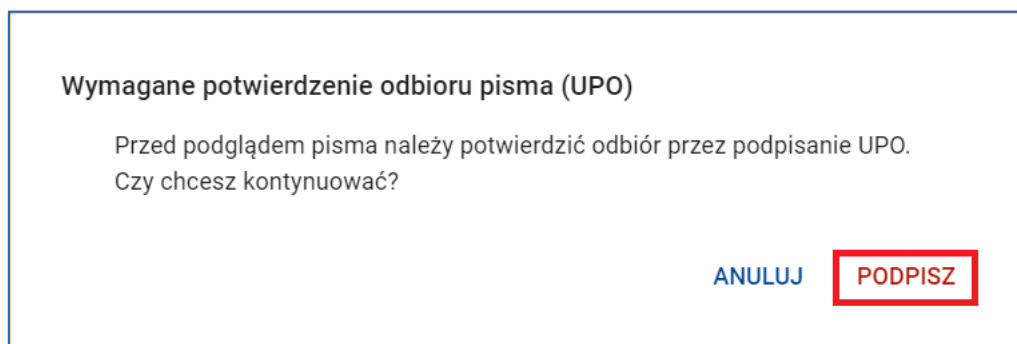 Wymagane potwierdzenie odbioru pisma (UPO)
Przed podglądem pisma należy potwierdzić odbiór przez podpisanie UPO.
Czy chcesz kontynuować?
ANULUJ PODPISZ